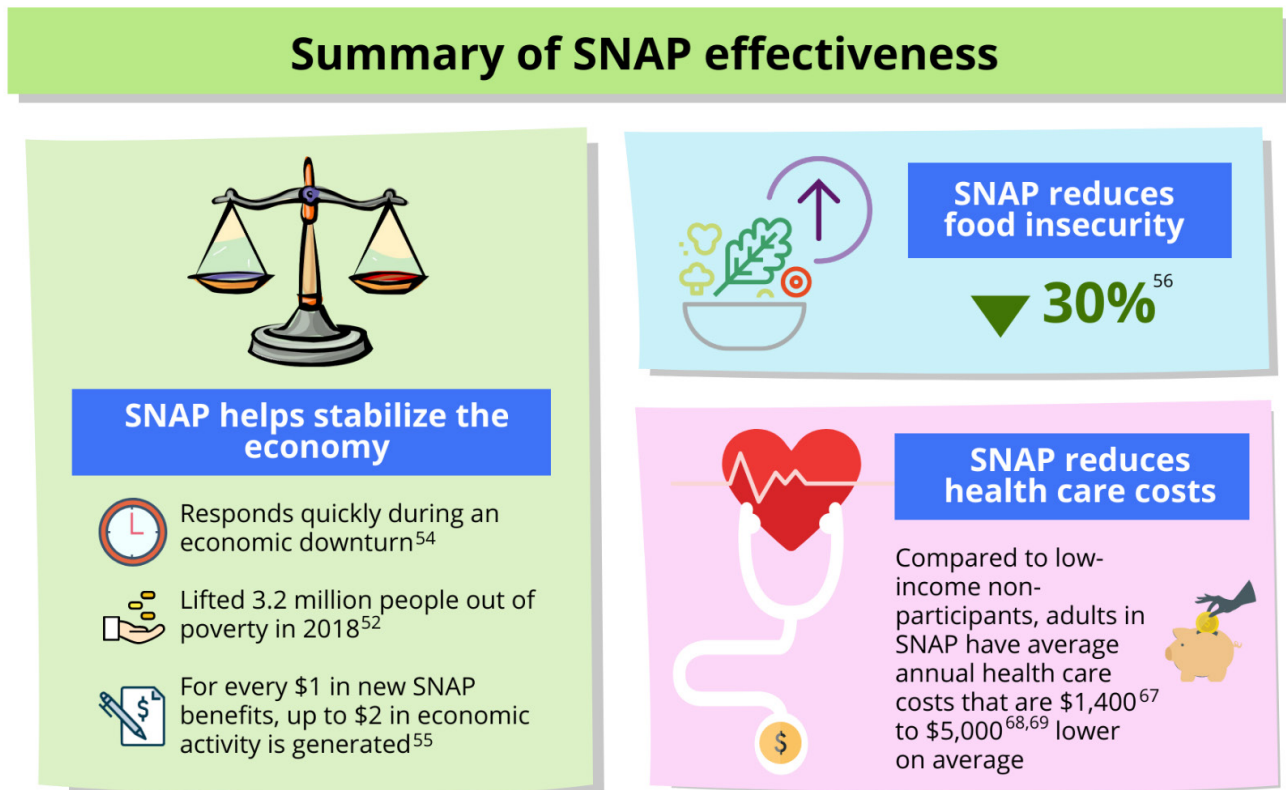 Summary of SNAP effectiveness
SNAP helps stabilize the
economy
Responds quickly during an
economic downturn54
Lifted 3.2 million people out of
poverty in 201852
For every $1 in new SNAP
benefits, up to $2 in economic
activity is generated55
$
SNAP reduces
food insecurity
30%56
SNAP reduces
health care costs
Compared to low-
income non-
participants, adults in
SNAP have average
annual health care
costs that are $1,40067
to $5,00068,69 lower
on average
$